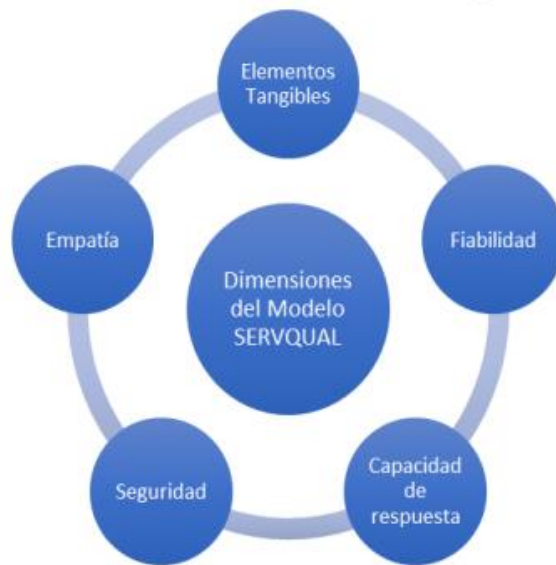 Elementos
Tangibles
Fiabilidad
Capacidad
de
respuesta
Seguridad
Empatía
Dimensiones
del Modelo
SERVQUAL